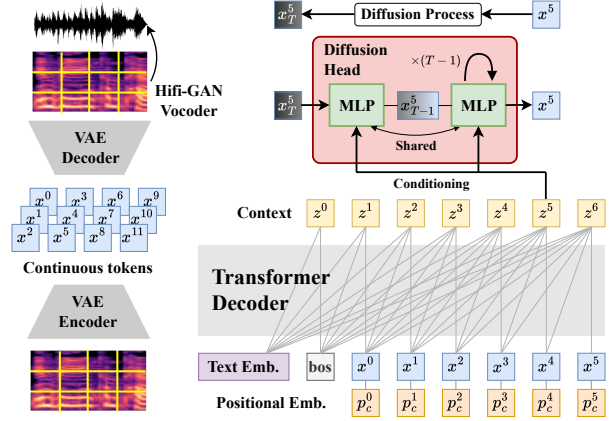 Hifi-GAN
Vocoder
VAE
Decoder
x^0 x^3 x^6 x^9
x^1 x^4 x^7 x^10
x^2 x^5 x^8 x^11
Continuous tokens
VAE
Encoder
x_T^5 Diffusion Process x^5
Diffusion
Head
×(T − 1)
x_T^5 MLP x_{T−1}^5 MLP x^5
Shared
Conditioning
Context z^0 z^1 z^2 z^3 z^4 z^5 z^6
Transformer
Decoder
Text Emb. bos x^0 x^1 x^2 x^3 x^4 x^5
Positional Emb. p_c^0 p_c^1 p_c^2 p_c^3 p_c^4 p_c^5